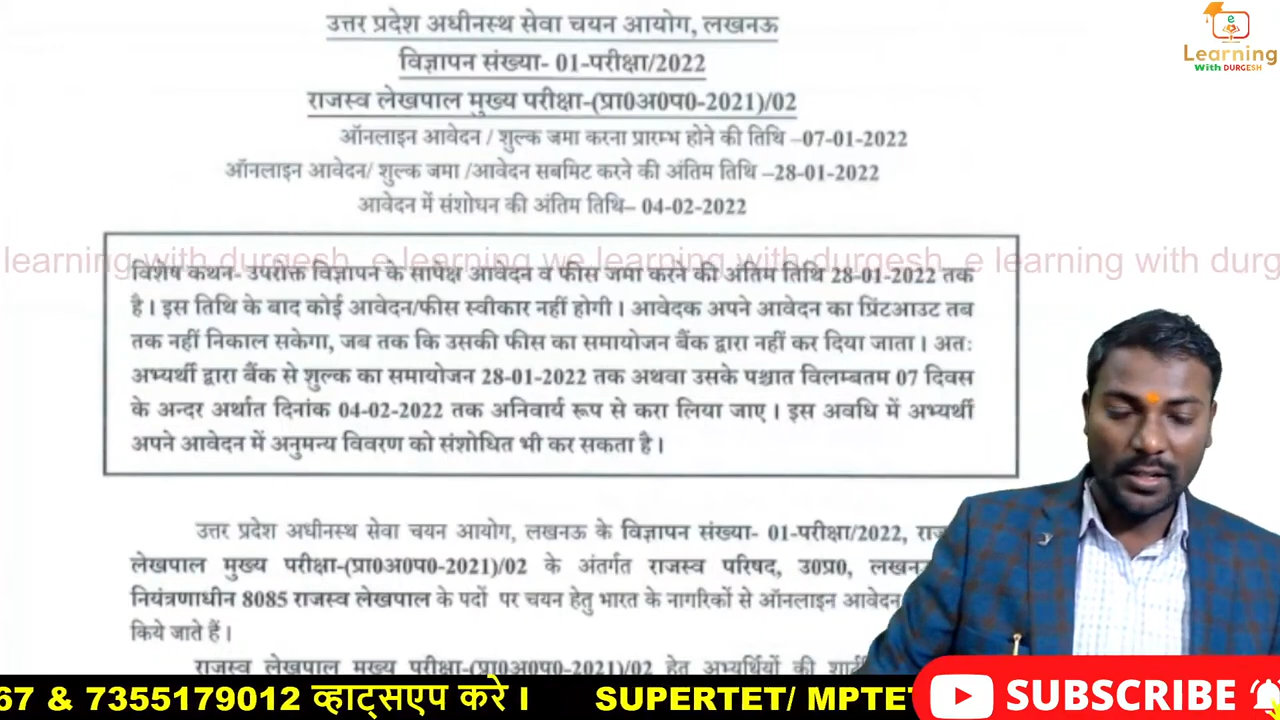 उत्तर प्रदेश अधीनस्थ सेवा चयन आयोग, लखनऊ
विज्ञापन संख्या- 01-परीक्षा/2022
राजस्व लेखपाल मुख्य परीक्षा-(प्रा0अ0प0-2021)/02
ऑनलाइन आवेदन / शुल्क जमा करना प्रारम्भ होने की तिथि –07-01-2022
ऑनलाइन आवेदन/ शुल्क जमा /आवेदन सबमिट करने की अंतिम तिथि –28-01-2022
आवेदन में संशोधन की अंतिम तिथि– 04-02-2022
e
Learning
With DURGESH
learning with durgesh e learning we learning with durgesh e learning with durg
विशेष कथन- उपरोक्त विज्ञापन के सापेक्ष आवेदन व फीस जमा करने की अंतिम तिथि 28-01-2022 तक
है। इस तिथि के बाद कोई आवेदन/फीस स्वीकार नहीं होगी। आवेदक अपने आवेदन का प्रिंटआउट तब
तक नहीं निकाल सकेगा, जब तक कि उसकी फीस का समायोजन बैंक द्वारा नहीं कर दिया जाता। अतः
अभ्यर्थी द्वारा बैंक से शुल्क का समायोजन 28-01-2022 तक अथवा उसके पश्चात विलम्बतम 07 दिवस
के अन्दर अर्थात दिनांक 04-02-2022 तक अनिवार्य रूप से करा लिया जाए। इस अवधि में अभ्यर्थी
अपने आवेदन में अनुमन्य विवरण को संशोधित भी कर सकता है।
उत्तर प्रदेश अधीनस्थ सेवा चयन आयोग, लखनऊ के विज्ञापन संख्या- 01-परीक्षा/2022,
लेखपाल मुख्य परीक्षा-(प्रा0अ0प0-2021)/02 के अंतर्गत राजस्व परिषद, उ0प्र0,
नियंत्रणाधीन 8085 राजस्व लेखपाल के पदों पर चयन हेतु भारत के नागरिकों से ऑनलाइन आवेदन
किये जाते हैं।
राजस्व लेखपाल मुख्य परीक्षा-(प्रा0अ0प0-2021)/02 हेतु अभ्यर्थियों की
67 & 7355179012 व्हाट्सएप करे। SUPERTET/ MPTET
SUBSCRIBE